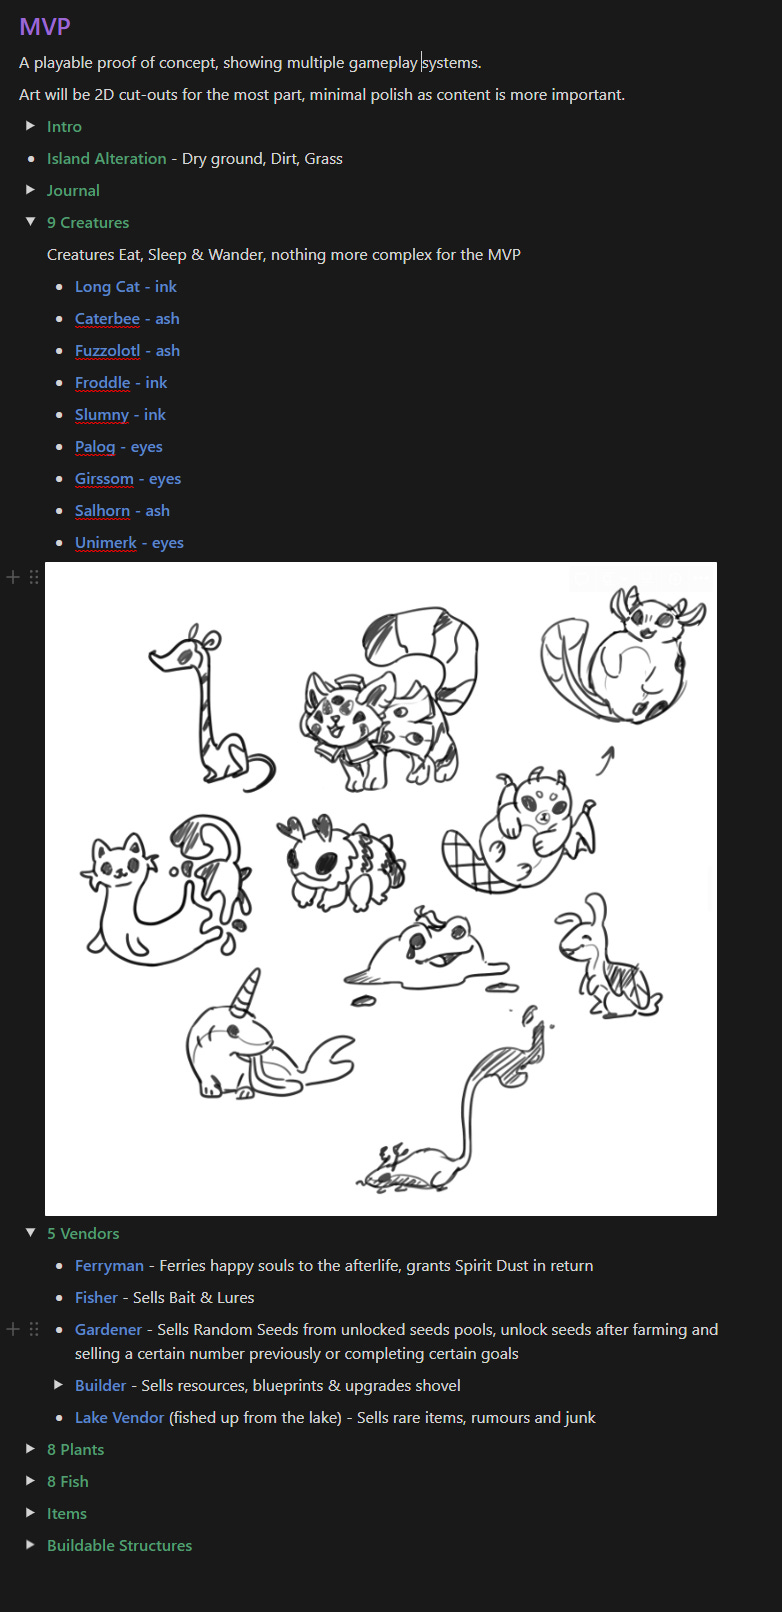 MVP
A playable proof of concept, showing multiple gameplay systems.
Art will be 2D cut-outs for the most part, minimal polish as content is more important.
Intro
Island Alteration - Dry ground, Dirt, Grass
Journal
9 Creatures
Creatures Eat, Sleep & Wander, nothing more complex for the MVP
Long Cat - ink
Caterbee - ash
Fuzzolotl - ash
Froddle - ink
Slumny - ink
Palog - eyes
Girssom - eyes
Salhorn - ash
Unimerk - eyes
5 Vendors
Ferryman - Ferries happy souls to the afterlife, grants Spirit Dust in return
Fisher - Sells Bait & Lures
Gardener - Sells Random Seeds from unlocked seeds pools, unlock seeds after farming and
selling a certain number previously or completing certain goals
Builder - Sells resources, blueprints & upgrades shovel
Lake Vendor (fished up from the lake) - Sells rare items, rumours and junk
8 Plants
8 Fish
Items
Buildable Structures